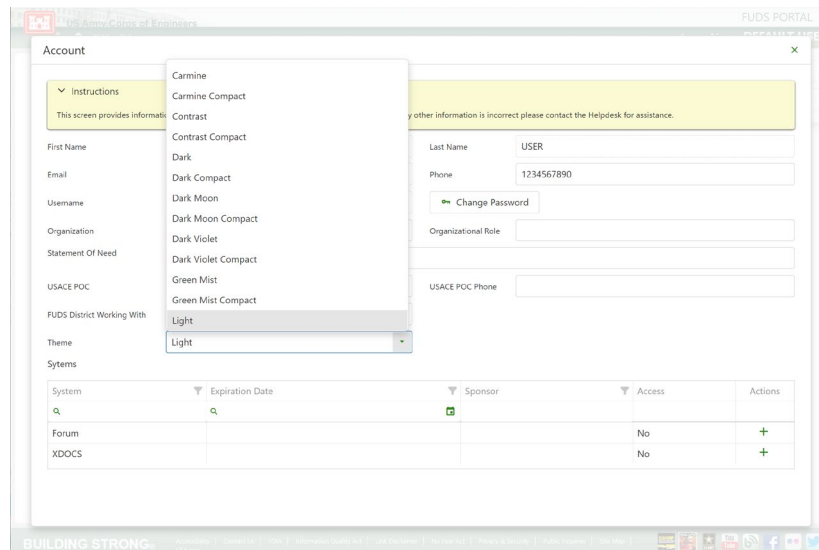 US Army Corps of Engineers
FUDS PORTAL
Account
Instructions
This screen provides informati
y other information is incorrect please contact the Helpdesk for assistance.
First Name
Last Name USER
Email
Phone 1234567890
Username
Change Password
Organization
Organizational Role
Statement Of Need
USACE POC
USACE POC Phone
FUDS District Working With
Carmine
Carmine Compact
Contrast
Contrast Compact
Dark
Dark Compact
Dark Moon
Dark Moon Compact
Dark Violet
Dark Violet Compact
Green Mist
Green Mist Compact
Light
Theme Light
Sytems
System Expiration Date Sponsor Access Actions
Forum No
XDOCS No
BUILDING STRONG